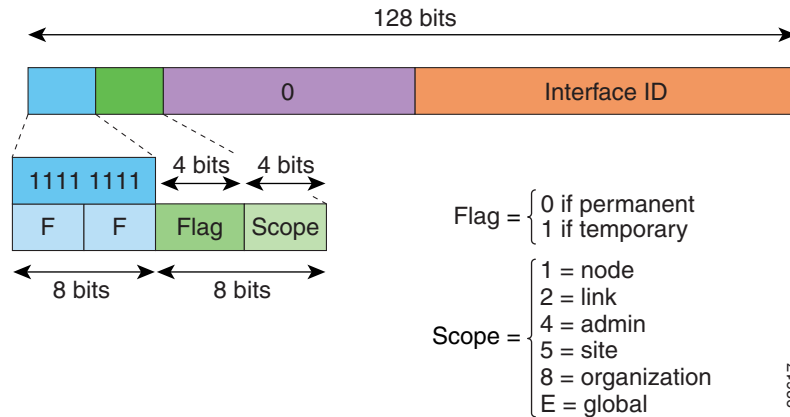 128 bits
0 Interface ID
4 bits 4 bits
1111 1111
F F Flag Scope
8 bits 8 bits
Flag = 0 if permanent
1 if temporary
Scope = 1 = node
2 = link
4 = admin
5 = site
8 = organization
E = global